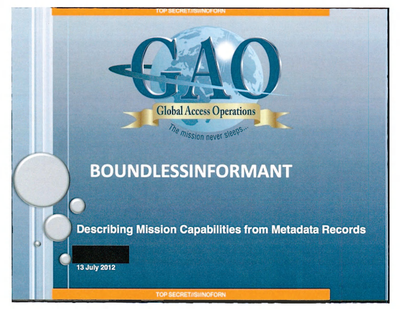 TOP SECRET//SI//NOFORN
GAO
Global Access Operations
The mission never sleeps...
BOUNDLESSINFORMANT
Describing Mission Capabilities from Metadata Records
13 July 2012
TOP SECRET//SI//NOFORN